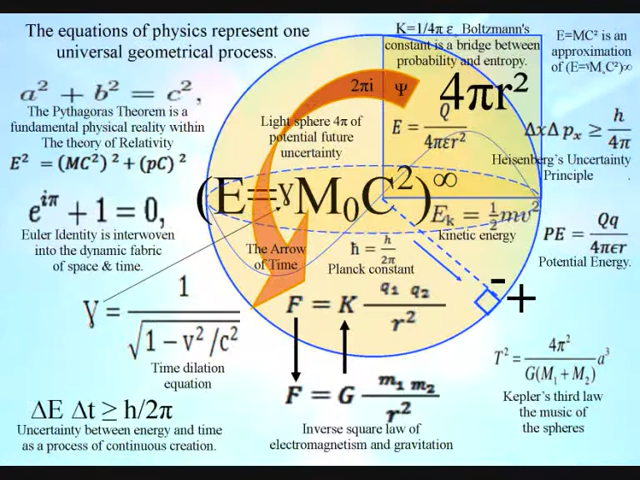 The equations of physics represent one
universal geometrical process.
K=1/4π ε, Boltzmann's
constant is a bridge between
probability and entropy.
E=MC² is an
approximation
of (E=γM₀C²)∞
a² + b² = c²,
The Pythagoras Theorem is a
fundamental physical reality within
The theory of Relativity
E² = (MC²)² + (pC)²
2πi Ψ
4πr²
Light sphere 4π of
potential future
uncertainty
E = Q / 4πεr²
ΔxΔpₓ ≥ h / 4π
Heisenberg's Uncertainty
Principle .
(E=γM₀C²)∞
e^iπ + 1 = 0,
Euler Identity is interwoven
into the dynamic fabric
of space & time.
Eₖ = ½mv²
kinetic energy
PE = Qq / 4πεr
Potential Energy.
The Arrow
of Time
ħ = h / 2π
Planck constant
γ = 1 / √(1 − v²/c²)
Time dilation
equation
F = K q₁ q₂ / r²
- +
F = G m₁ m₂ / r²
Inverse square law of
electromagnetism and gravitation
T² = 4π² / G(M₁ + M₂) a³
Kepler's third law
the music of
the spheres
ΔE Δt ≥ h/2π
Uncertainty between energy and time
as a process of continuous creation.